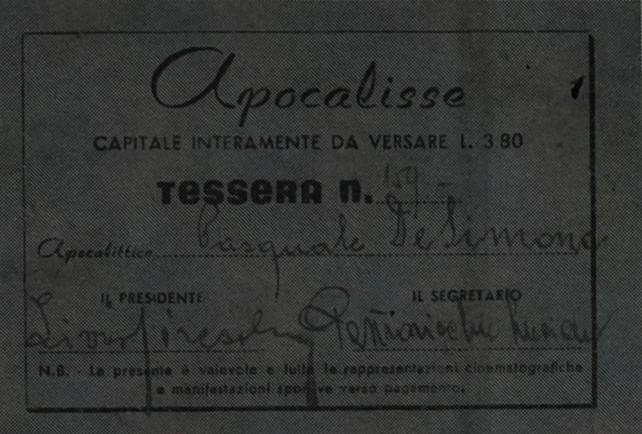 Apocalisse
CAPITALE INTERAMENTE DA VERSARE L. 3.80
TESSERA N. 159
Apocalittico Pasquale De Simone
IL PRESIDENTE IL SEGRETARIO
N.B. - La presente è valevole a tutte le rappresentazioni cinematografiche
e manifestazioni sportive verso pagamento.